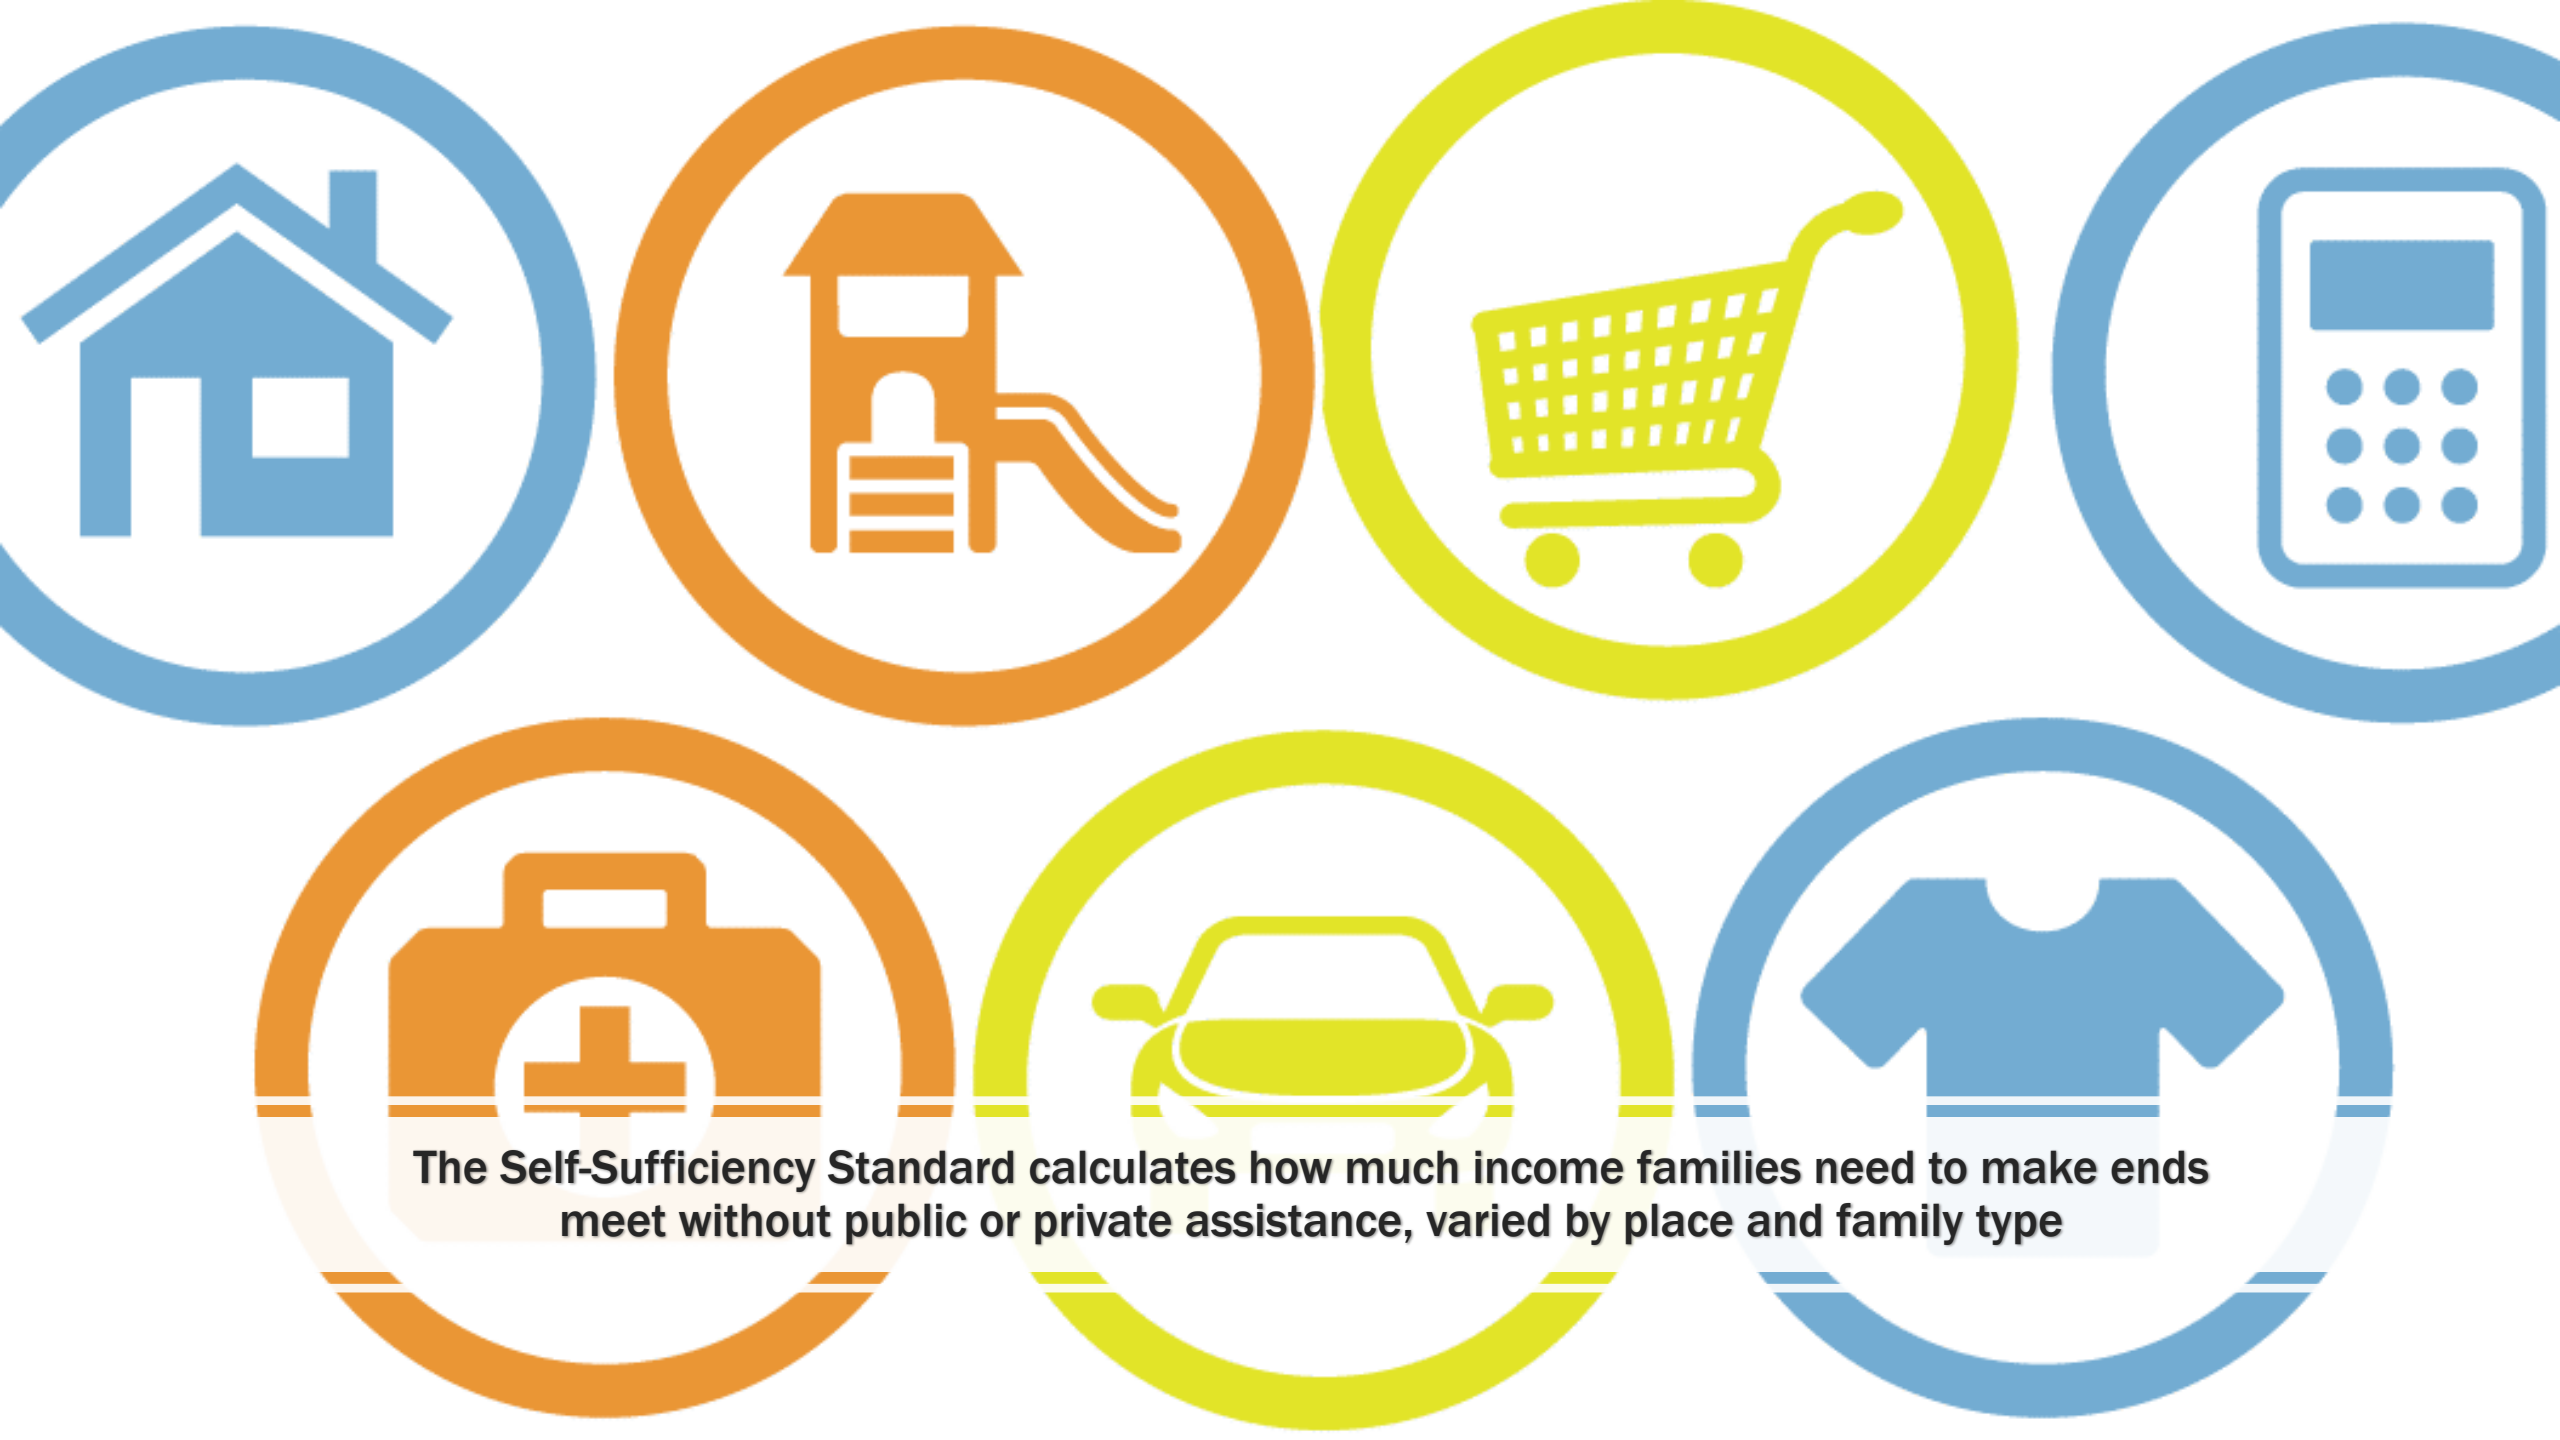 The Self-Sufficiency Standard calculates how much income families need to make ends
meet without public or private assistance, varied by place and family type